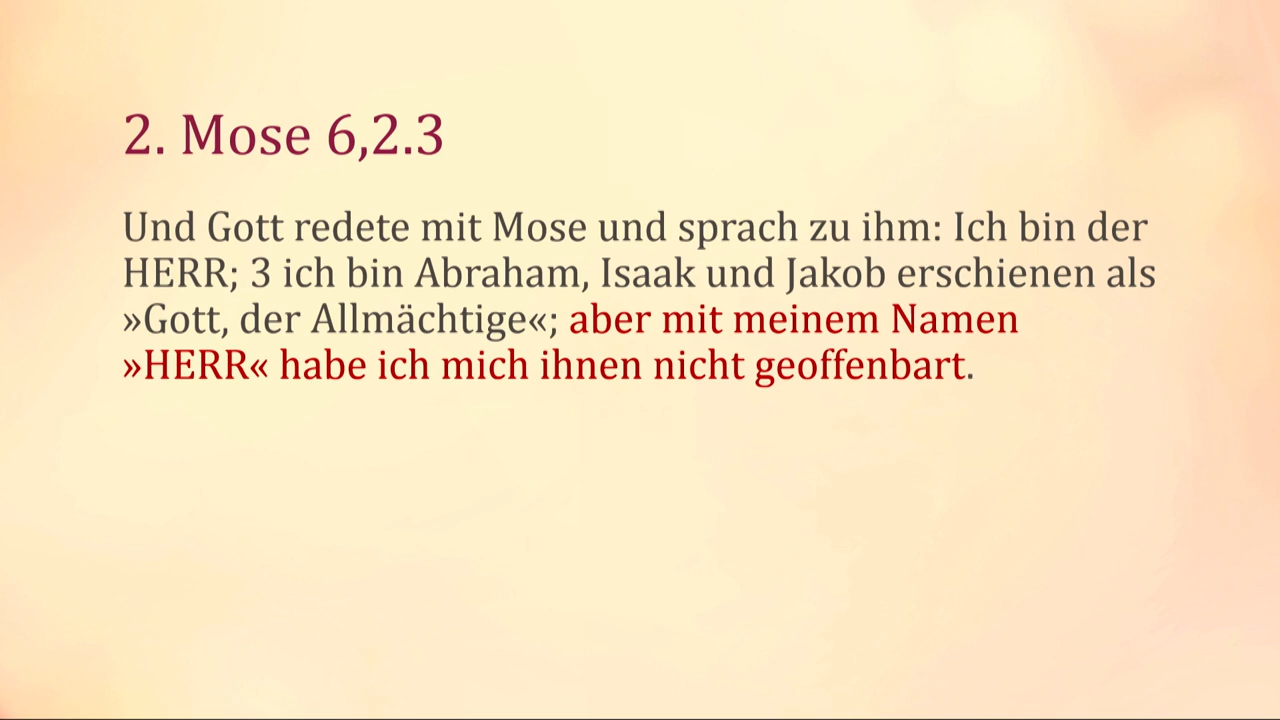 2. Mose 6,2.3
Und Gott redete mit Mose und sprach zu ihm: Ich bin der
HERR; 3 ich bin Abraham, Isaak und Jakob erschienen als
»Gott, der Allmächtige«; aber mit meinem Namen
»HERR« habe ich mich ihnen nicht geoffenbart.